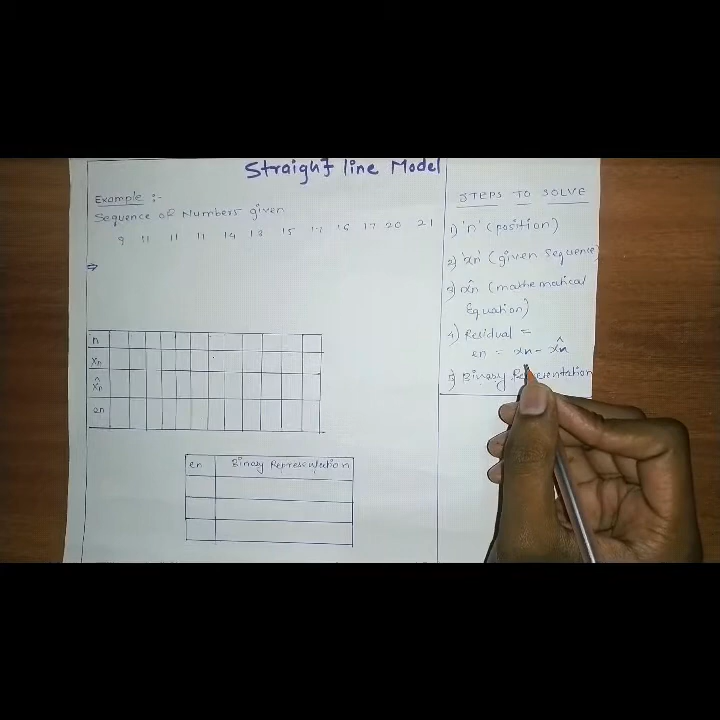 Straight line Model
Example :-
Sequence of Numbers given
9 11 11 11 14 13 15 17 16 17 20 21
n
xn
x̂n
en
en Binary Representation
STEPS TO SOLVE
1) 'n' (position)
2) 'xn' (given sequence)
3) x̂n (mathematical
Equation)
4) Residual =
en = xn - x̂n
5) Binary Representation